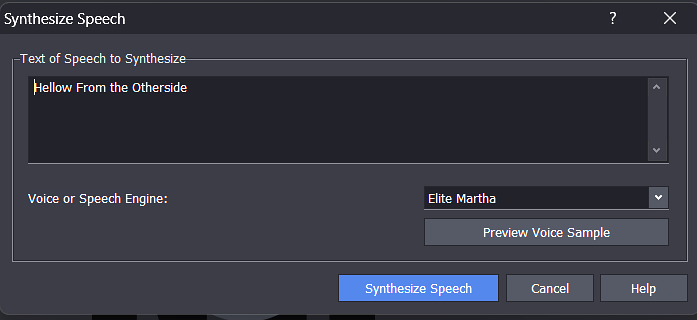 Synthesize Speech
?
Text of Speech to Synthesize
Hellow From the Otherside
Voice or Speech Engine:
Elite Martha
Preview Voice Sample
Synthesize Speech
Cancel
Help